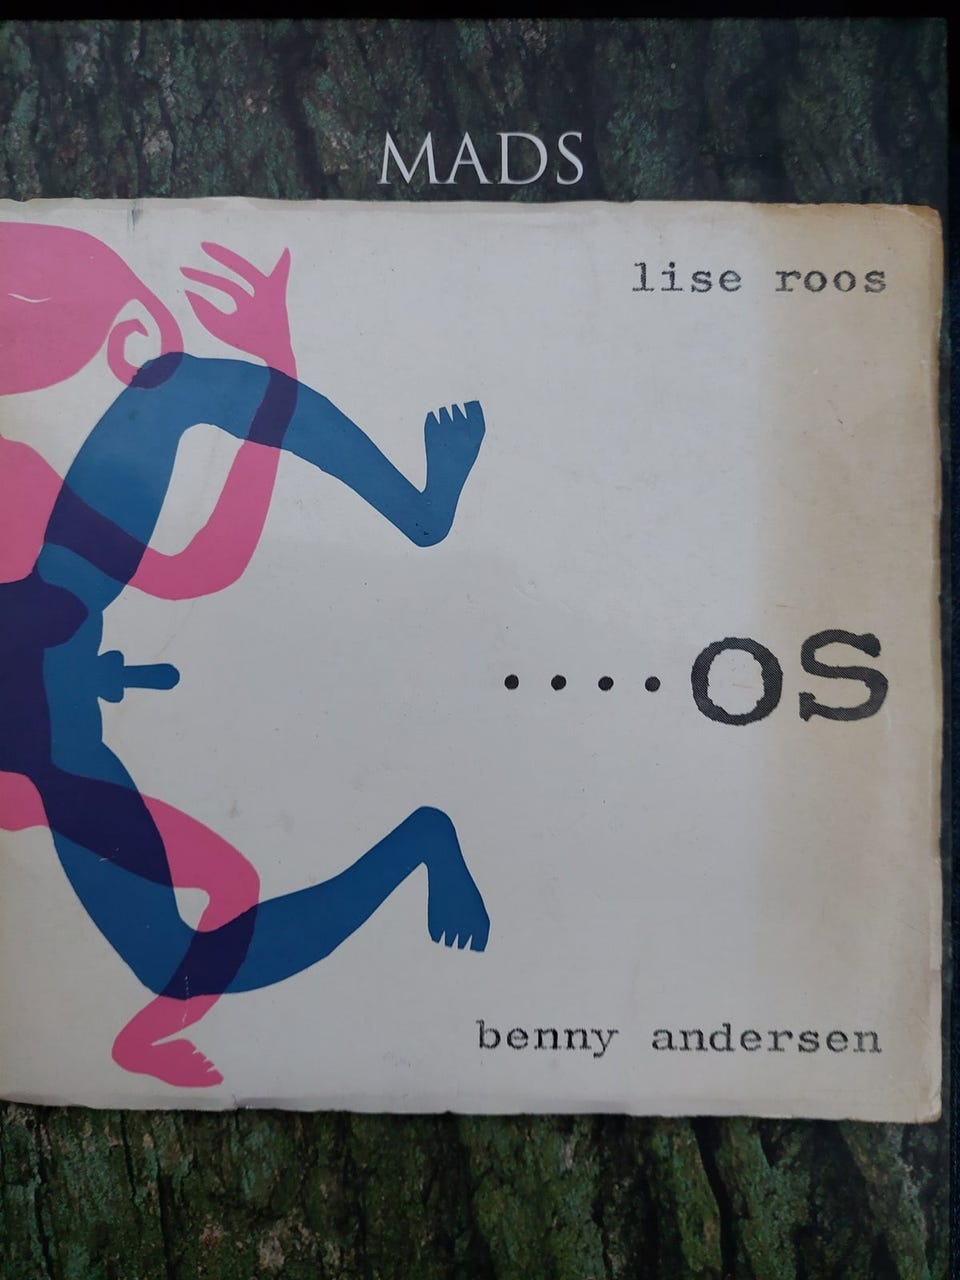 MADS
lise roos
....os
benny andersen